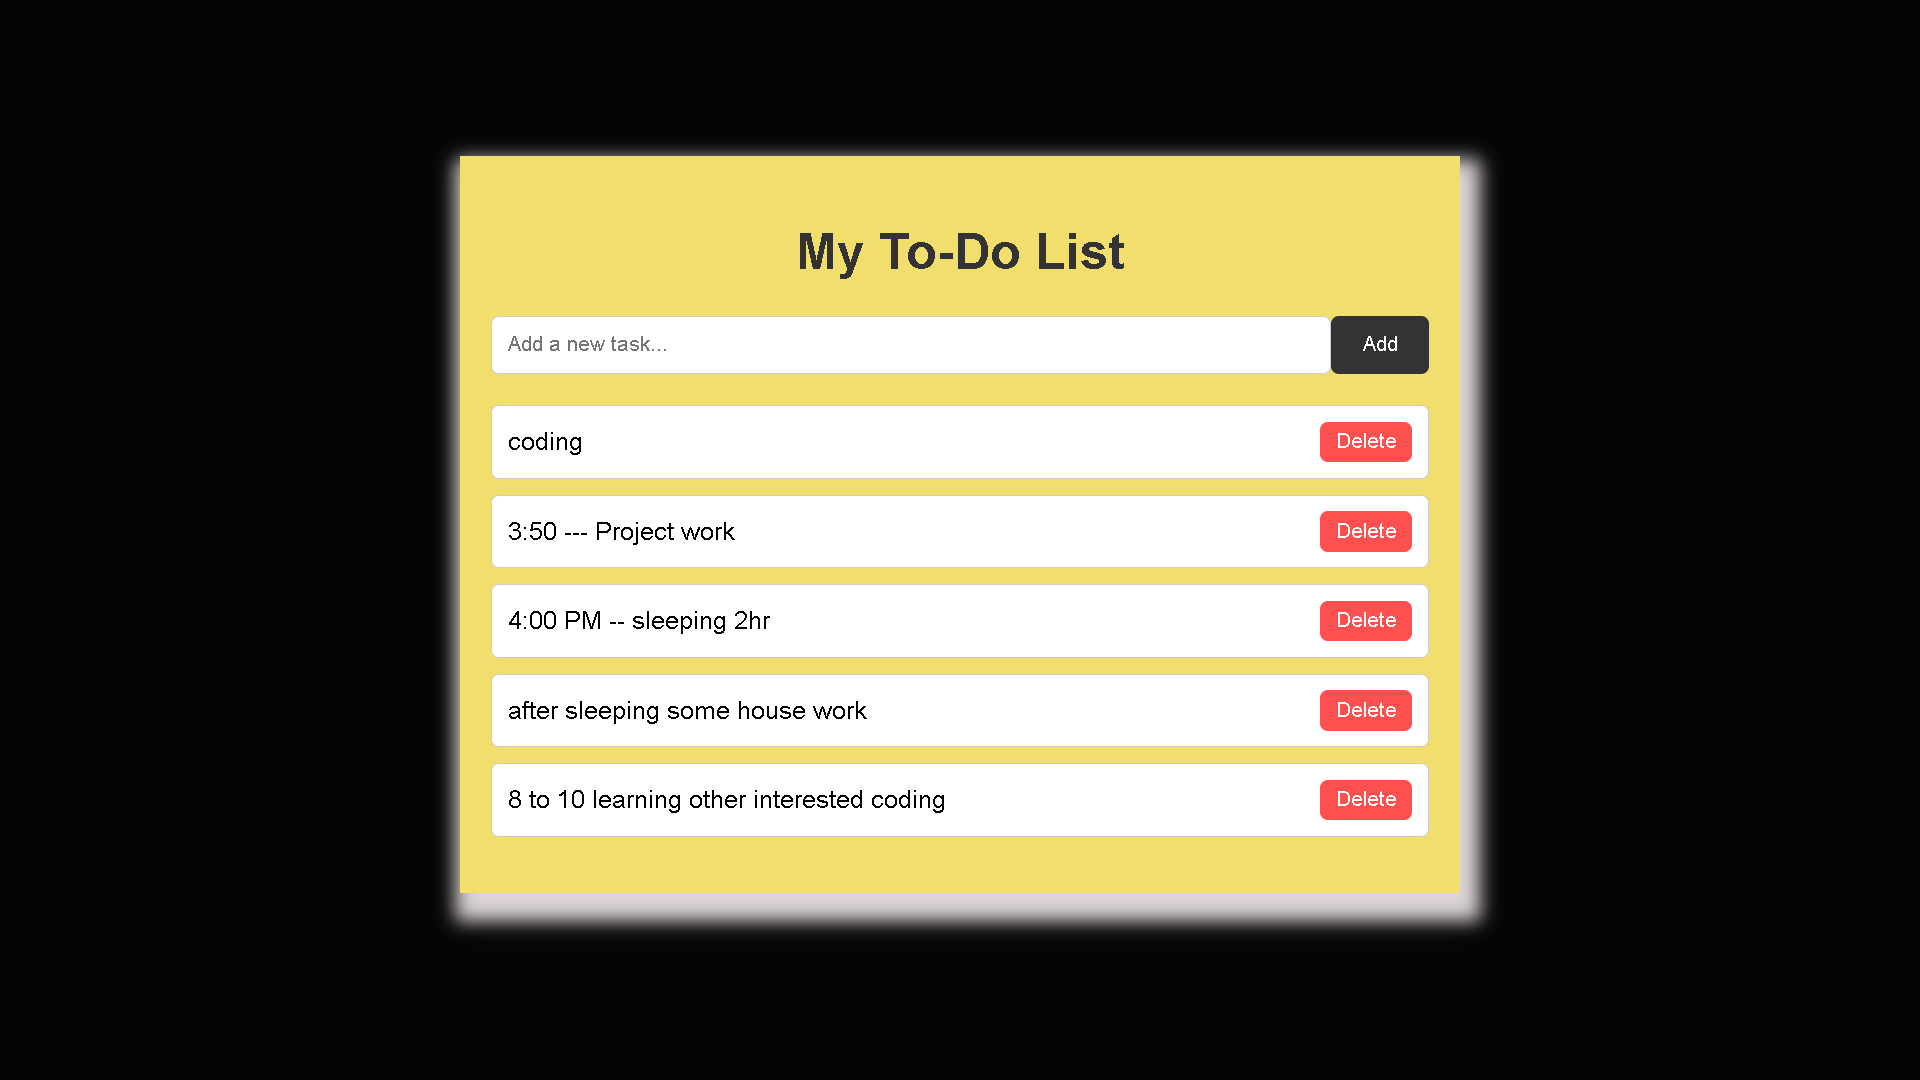 My To-Do List
Add a new task...
Add
coding
Delete
3:50 --- Project work
Delete
4:00 PM -- sleeping 2hr
Delete
after sleeping some house work
Delete
8 to 10 learning other interested coding
Delete